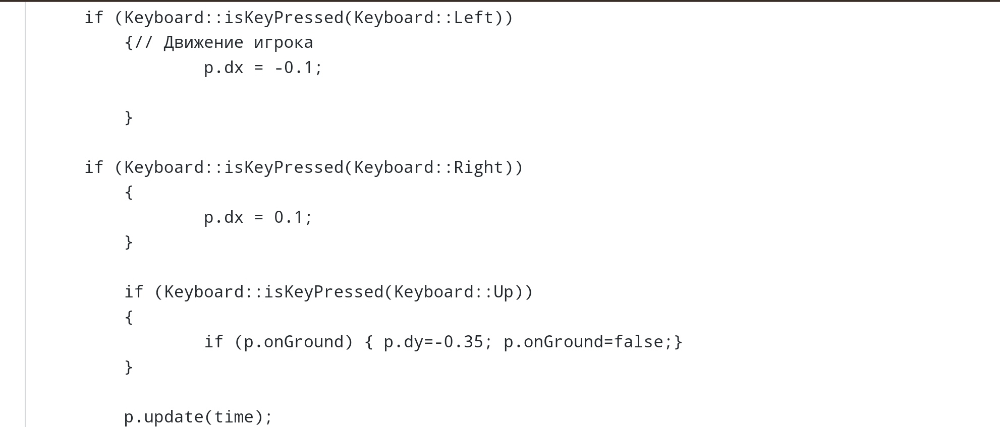 if (Keyboard::isKeyPressed(Keyboard::Left))
{// Движение игрока
p.dx = -0.1;
}
if (Keyboard::isKeyPressed(Keyboard::Right))
{
p.dx = 0.1;
}
if (Keyboard::isKeyPressed(Keyboard::Up))
{
if (p.onGround) { p.dy=-0.35; p.onGround=false;}
}
p.update(time);